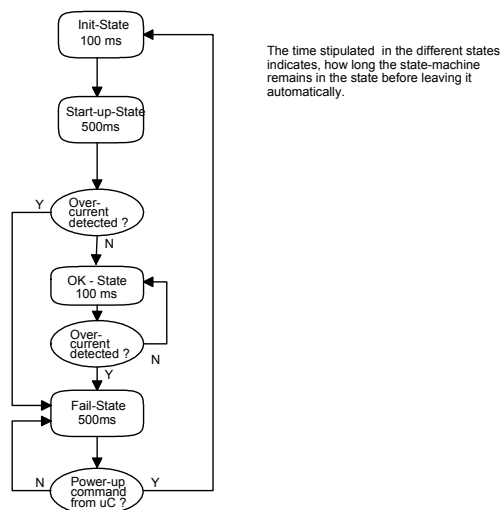 Init-State
100 ms
The time stipulated in the different states
indicates, how long the state-machine
remains in the state before leaving it
automatically.
Start-up-State
500ms
Y
Over-
current
detected ?
N
OK - State
100 ms
Over-
current
detected ?
N
Y
Fail-State
500ms
N
Power-up
command
from uC ?
Y